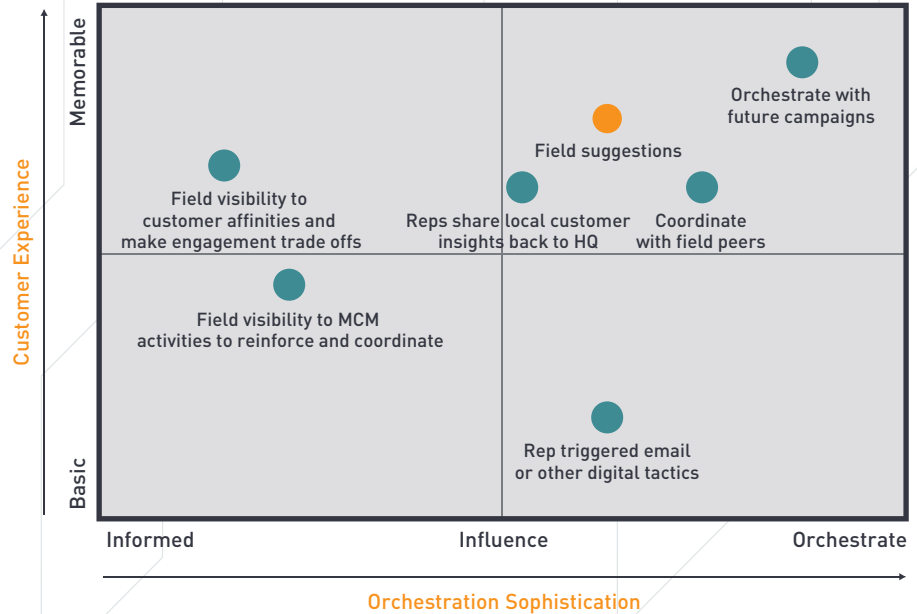 Customer Experience
Memorable
Basic
Orchestrate with
future campaigns
Field suggestions
Field visibility to
customer affinities and
make engagement trade offs
Reps share local customer
insights back to HQ
Coordinate
with field peers
Field visibility to MCM
activities to reinforce and coordinate
Rep triggered email
or other digital tactics
Informed
Influence
Orchestrate
Orchestration Sophistication